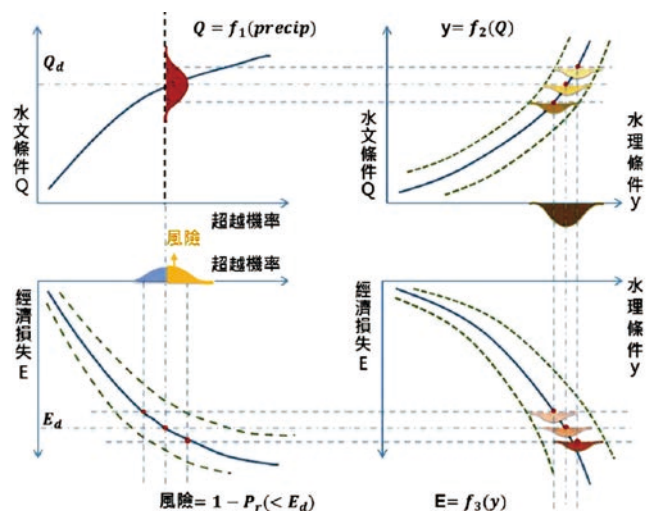 Q = f₁(precip)
Q_d
水文條件Q
超越機率
y= f₂(Q)
水文條件Q
水理條件y
風險
超越機率
經濟損失E
E_d
風險= 1 − P_r(< E_d)
水理條件y
經濟損失E
E= f₃(y)